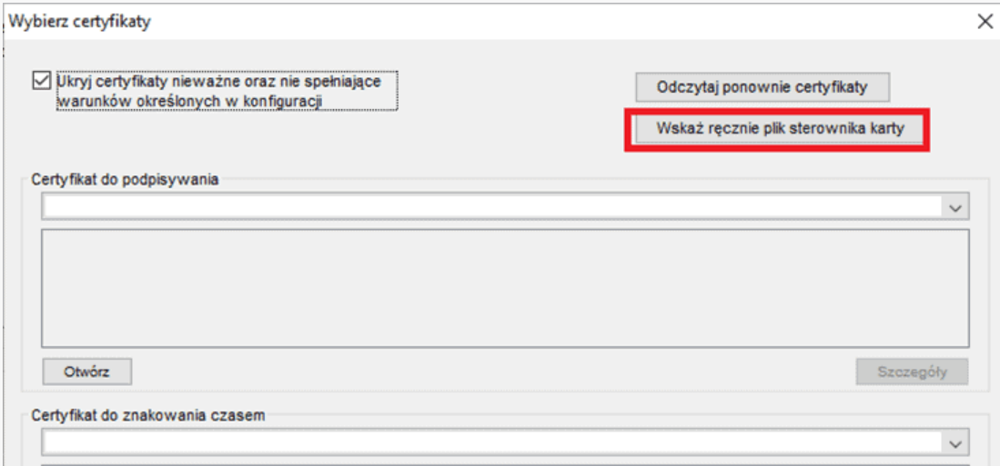 Wybierz certyfikaty
Ukryj certyfikaty nieważne oraz nie spełniające
warunków określonych w konfiguracji
Odczytaj ponownie certyfikaty
Wskaż ręcznie plik sterownika karty
Certyfikat do podpisywania
Otwórz
Szczegóły
Certyfikat do znakowania czasem